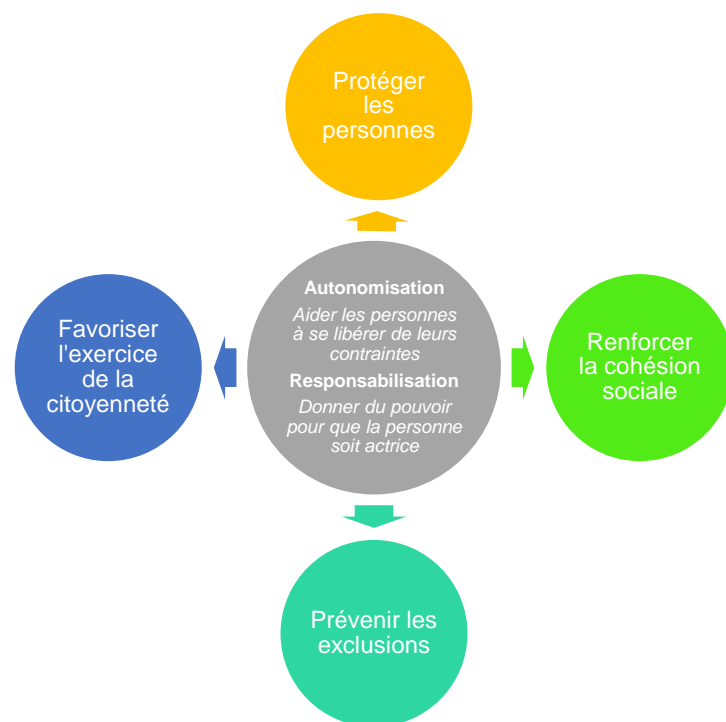 Protéger
les
personnes
Autonomisation
Aider les personnes
à se libérer de leurs
contraintes
Responsabilisation
Donner du pouvoir
pour que la personne
soit actrice
Favoriser
l'exercice
de la
citoyenneté
Renforcer
la cohésion
sociale
Prévenir les
exclusions